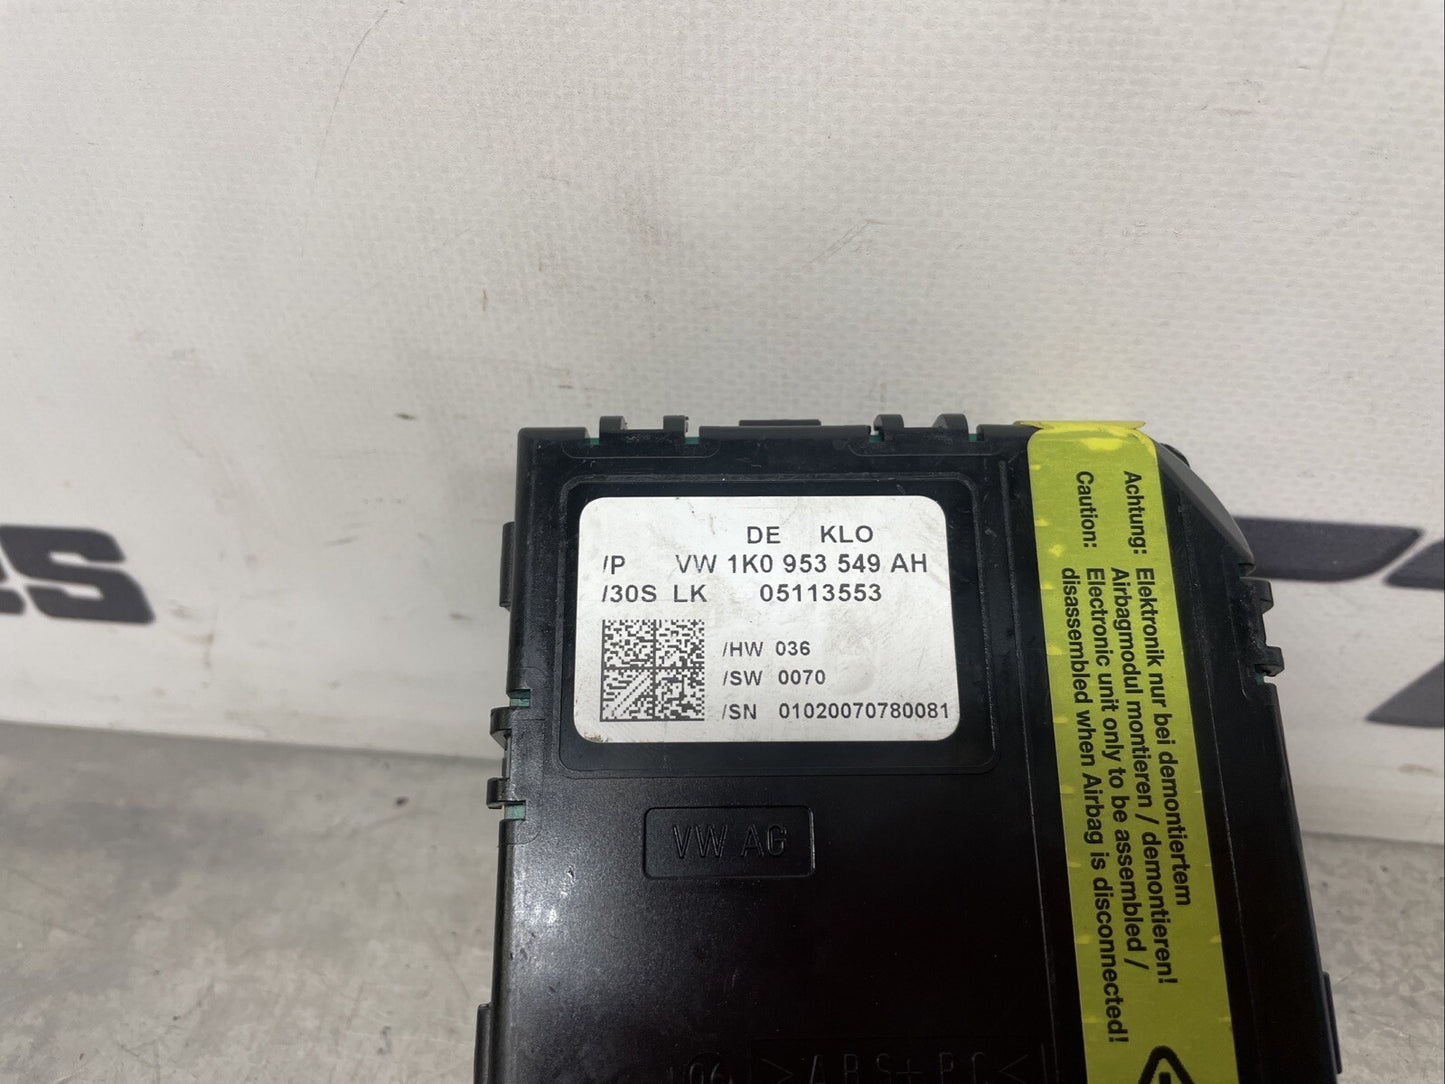 DE KLO
/P VW 1K0 953 549 AH
/30S LK 05113553
/HW 036
/SW 0070
/SN 01020070780081
VW AG
>ABS+PC<
Achtung: Elektronik nur bei demontiertem
Airbagmodul montieren / demontieren!
Caution: Electronic unit only to be assembled /
disassembled when Airbag is disconnected!